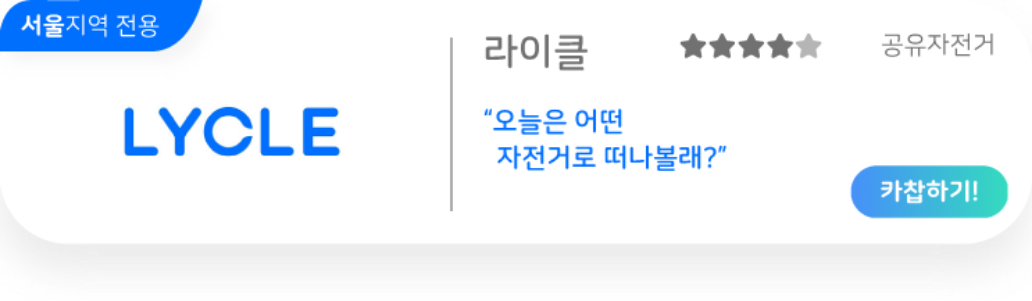 서울지역 전용
LYCLE
라이클
공유자전거
“오늘은 어떤
자전거로 떠나볼래?”
카찹하기!